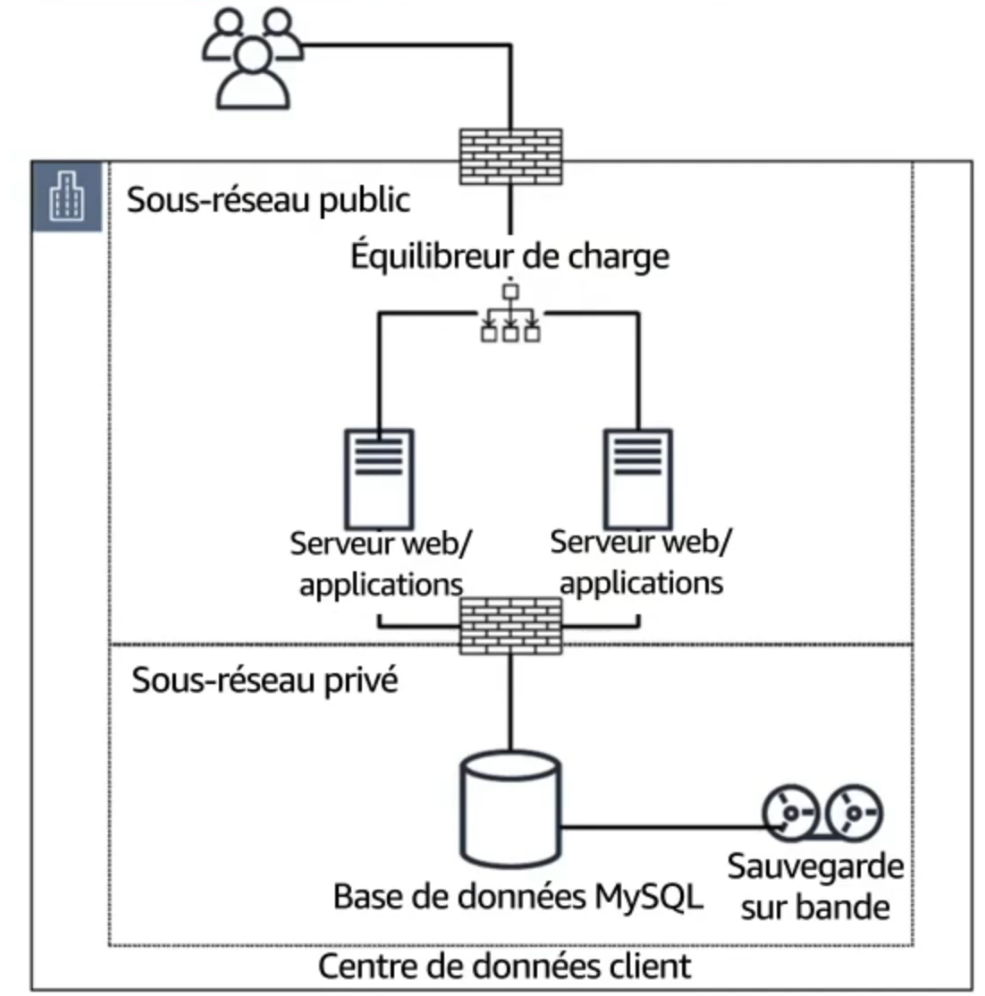 Sous-réseau public
Équilibreur de charge
Serveur web/
applications
Serveur web/
applications
Sous-réseau privé
Base de données MySQL
Sauvegarde
sur bande
Centre de données client